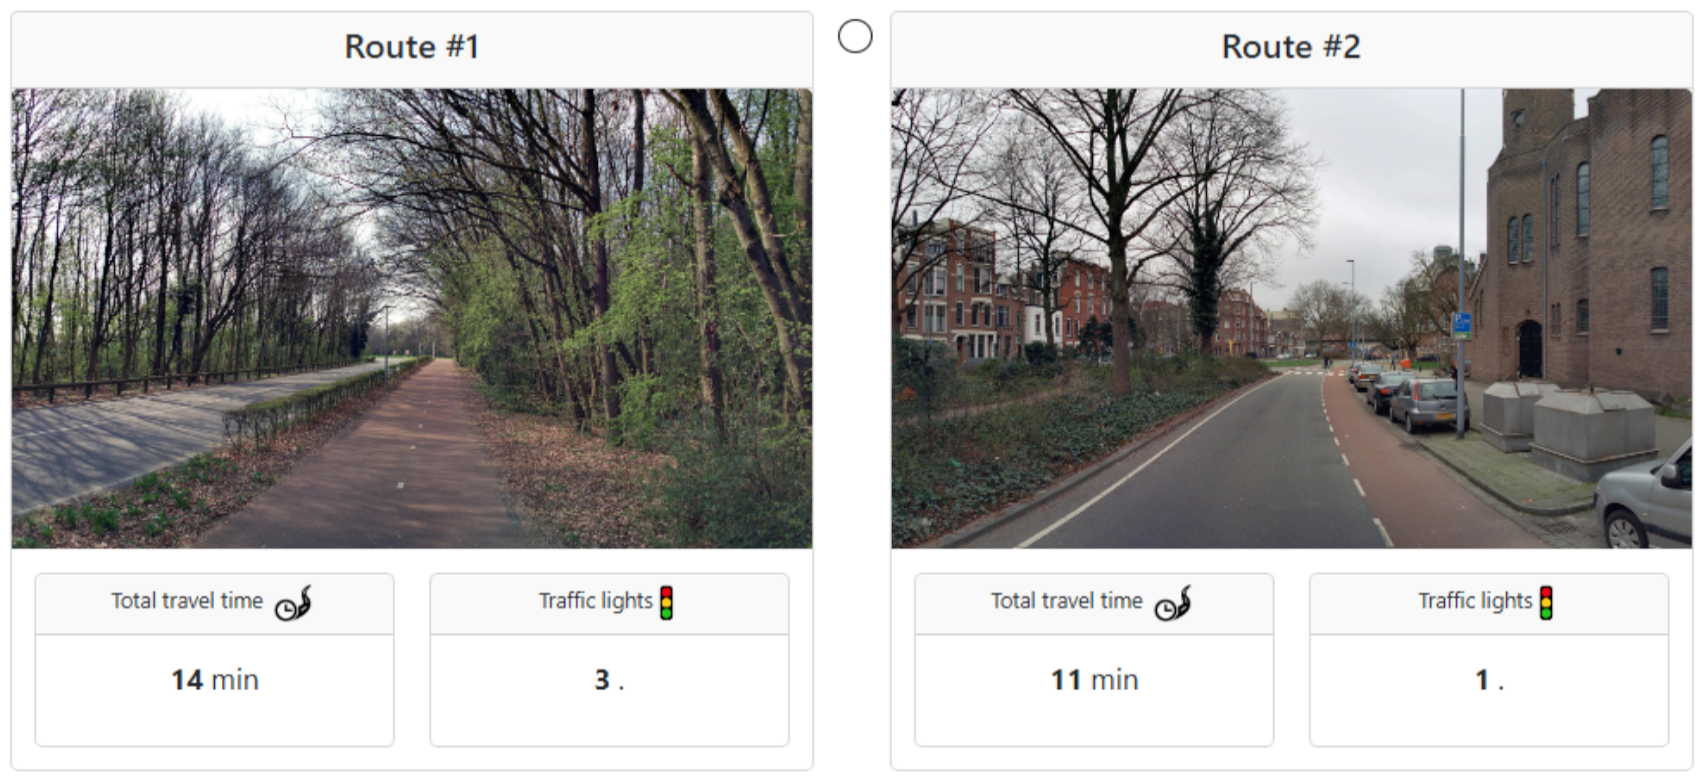 Route #1
Total travel time
14 min
Traffic lights
3 .
Route #2
Total travel time
11 min
Traffic lights
1 .